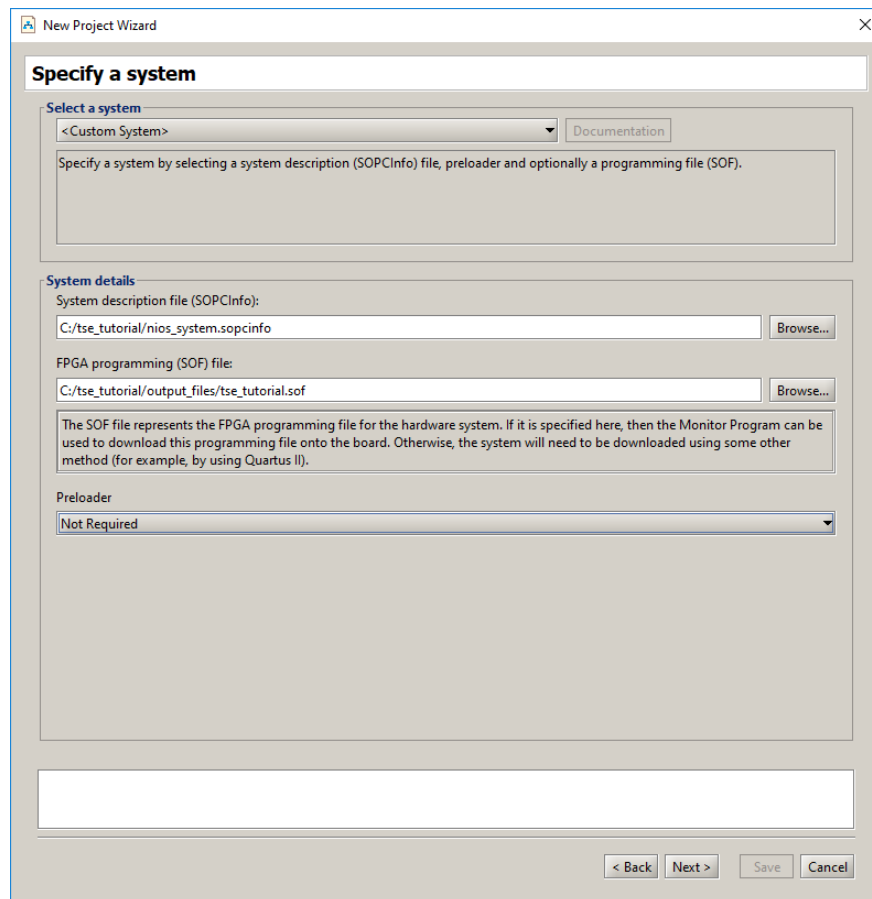 New Project Wizard
Specify a system
Select a system
<Custom System>
Documentation
Specify a system by selecting a system description (SOPCInfo) file, preloader and optionally a programming file (SOF).
System details
System description file (SOPCInfo):
C:/tse_tutorial/nios_system.sopcinfo
Browse...
FPGA programming (SOF) file:
C:/tse_tutorial/output_files/tse_tutorial.sof
Browse...
The SOF file represents the FPGA programming file for the hardware system. If it is specified here, then the Monitor Program can be
used to download this programming file onto the board. Otherwise, the system will need to be downloaded using some other
method (for example, by using Quartus II).
Preloader
Not Required
< Back
Next >
Save
Cancel